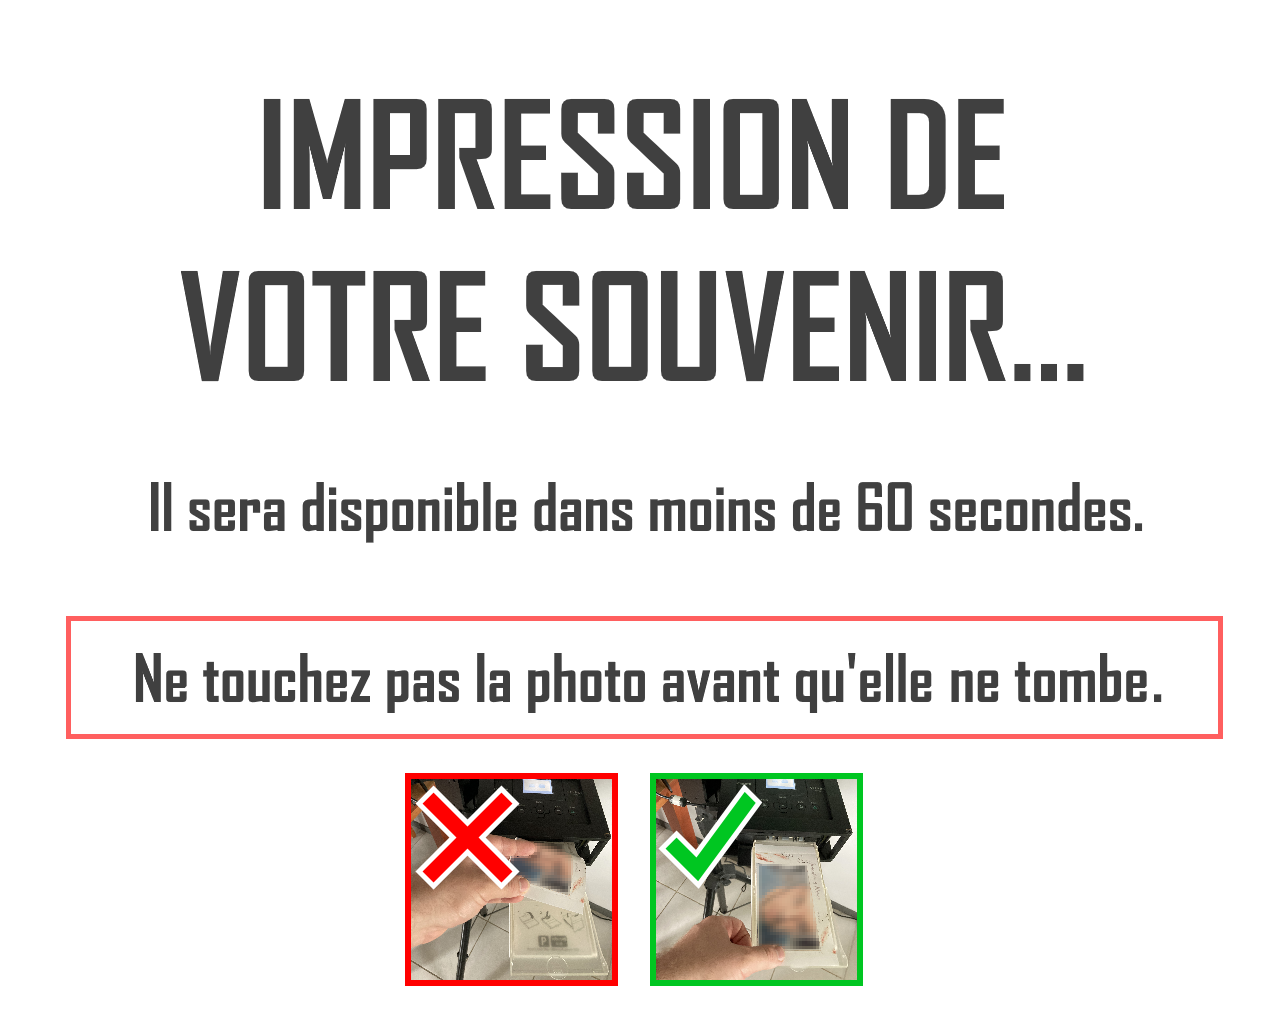 IMPRESSION DE
VOTRE SOUVENIR...
Il sera disponible dans moins de 60 secondes.
Ne touchez pas la photo avant qu'elle ne tombe.